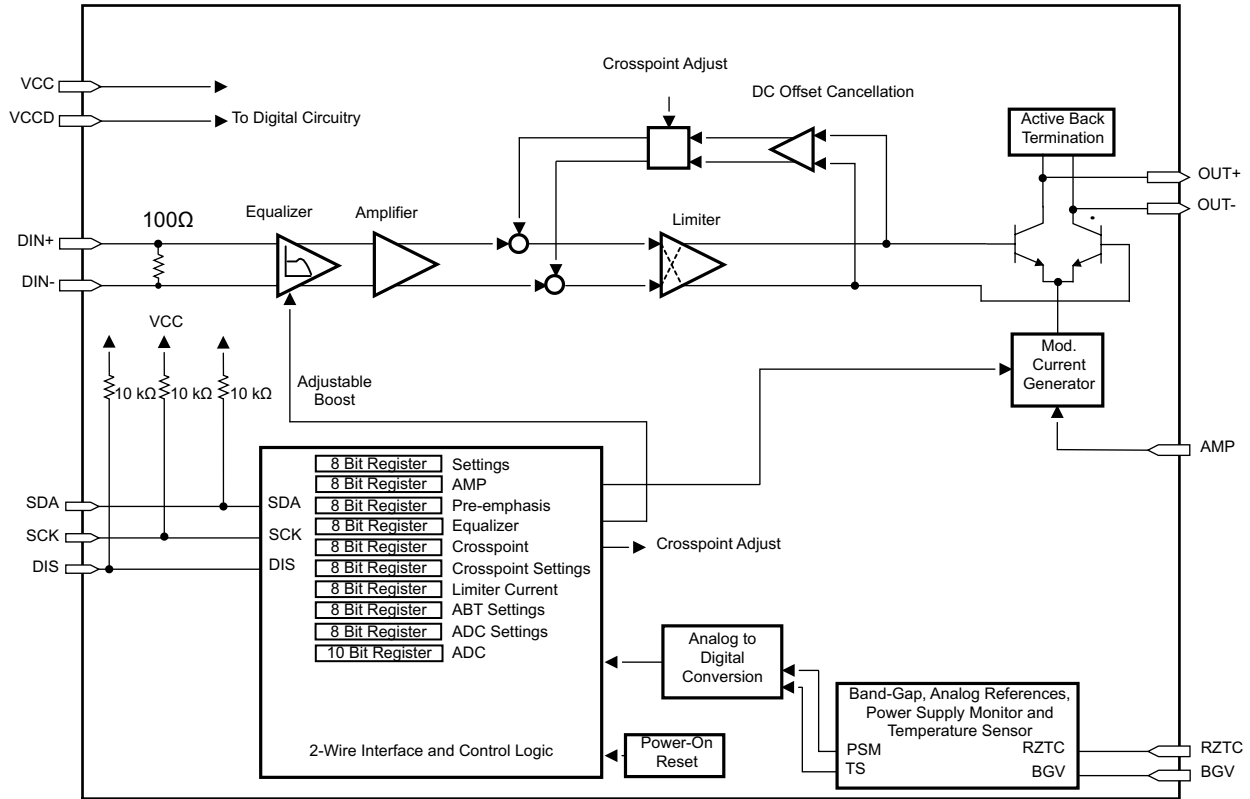 Crosspoint Adjust
DC Offset Cancellation
VCC
VCCD
To Digital Circuitry
Active Back
Termination
OUT+
OUT-
100Ω
Equalizer
Amplifier
Limiter
DIN+
DIN-
VCC
10 kΩ
10 kΩ
10 kΩ
Adjustable
Boost
Mod.
Current
Generator
AMP
SDA
SCK
DIS
SDA
SCK
DIS
8 Bit Register Settings
8 Bit Register AMP
8 Bit Register Pre-emphasis
8 Bit Register Equalizer
8 Bit Register Crosspoint
8 Bit Register Crosspoint Settings
8 Bit Register Limiter Current
8 Bit Register ABT Settings
8 Bit Register ADC Settings
10 Bit Register ADC
Crosspoint Adjust
Analog to
Digital
Conversion
Band-Gap, Analog References,
Power Supply Monitor and
Temperature Sensor
PSM
TS
RZTC
BGV
RZTC
BGV
2-Wire Interface and Control Logic
Power-On
Reset